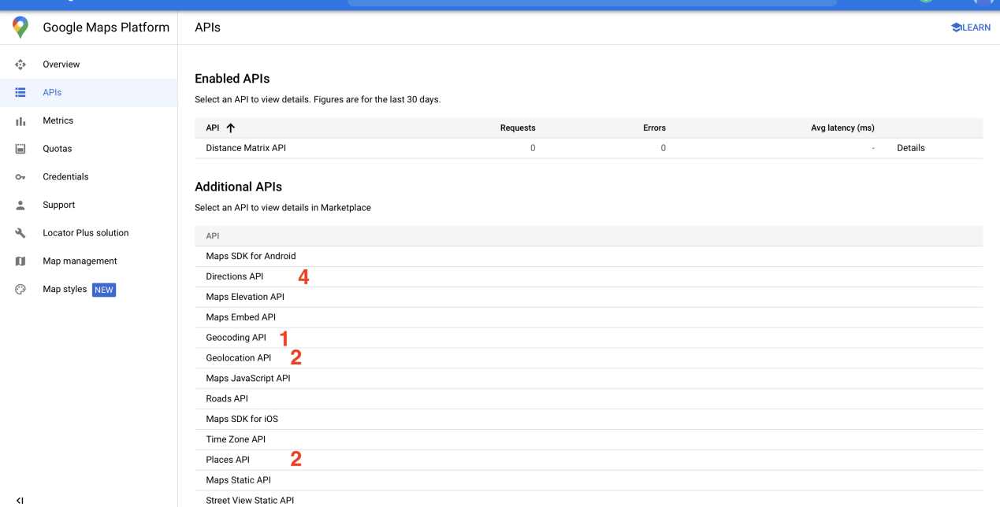 Google Maps Platform
APIs
LEARN
Overview
APIs
Metrics
Quotas
Credentials
Support
Locator Plus solution
Map management
Map styles NEW
Enabled APIs
Select an API to view details. Figures are for the last 30 days.
API Requests Errors Avg latency (ms)
Distance Matrix API 0 0 - Details
Additional APIs
Select an API to view details in Marketplace
API
Maps SDK for Android
Directions API 4
Maps Elevation API
Maps Embed API
Geocoding API 1
Geolocation API 2
Maps JavaScript API
Roads API
Maps SDK for iOS
Time Zone API
Places API 2
Maps Static API
Street View Static API